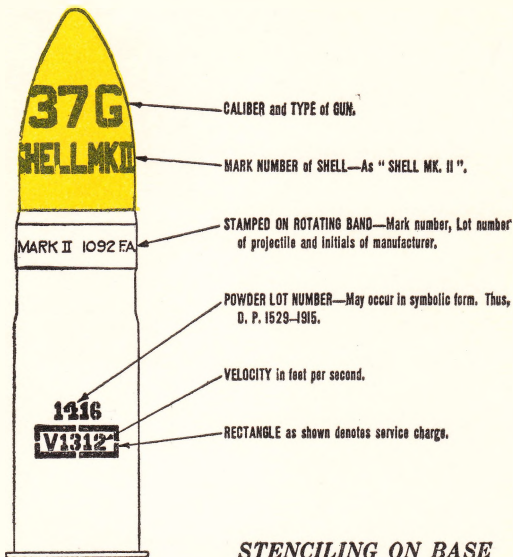 37G
SHELL MK II
MARK II 1092 F.A.
1416
V1312
CALIBER and TYPE of GUN.
MARK NUMBER of SHELL—As "SHELL MK. II".
STAMPED ON ROTATING BAND—Mark number, Lot number
of projectile and initials of manufacturer.
POWDER LOT NUMBER—May occur in symbolic form. Thus,
D. P. 1529–1915.
VELOCITY in feet per second.
RECTANGLE as shown denotes service charge.
STENCILING ON BASE